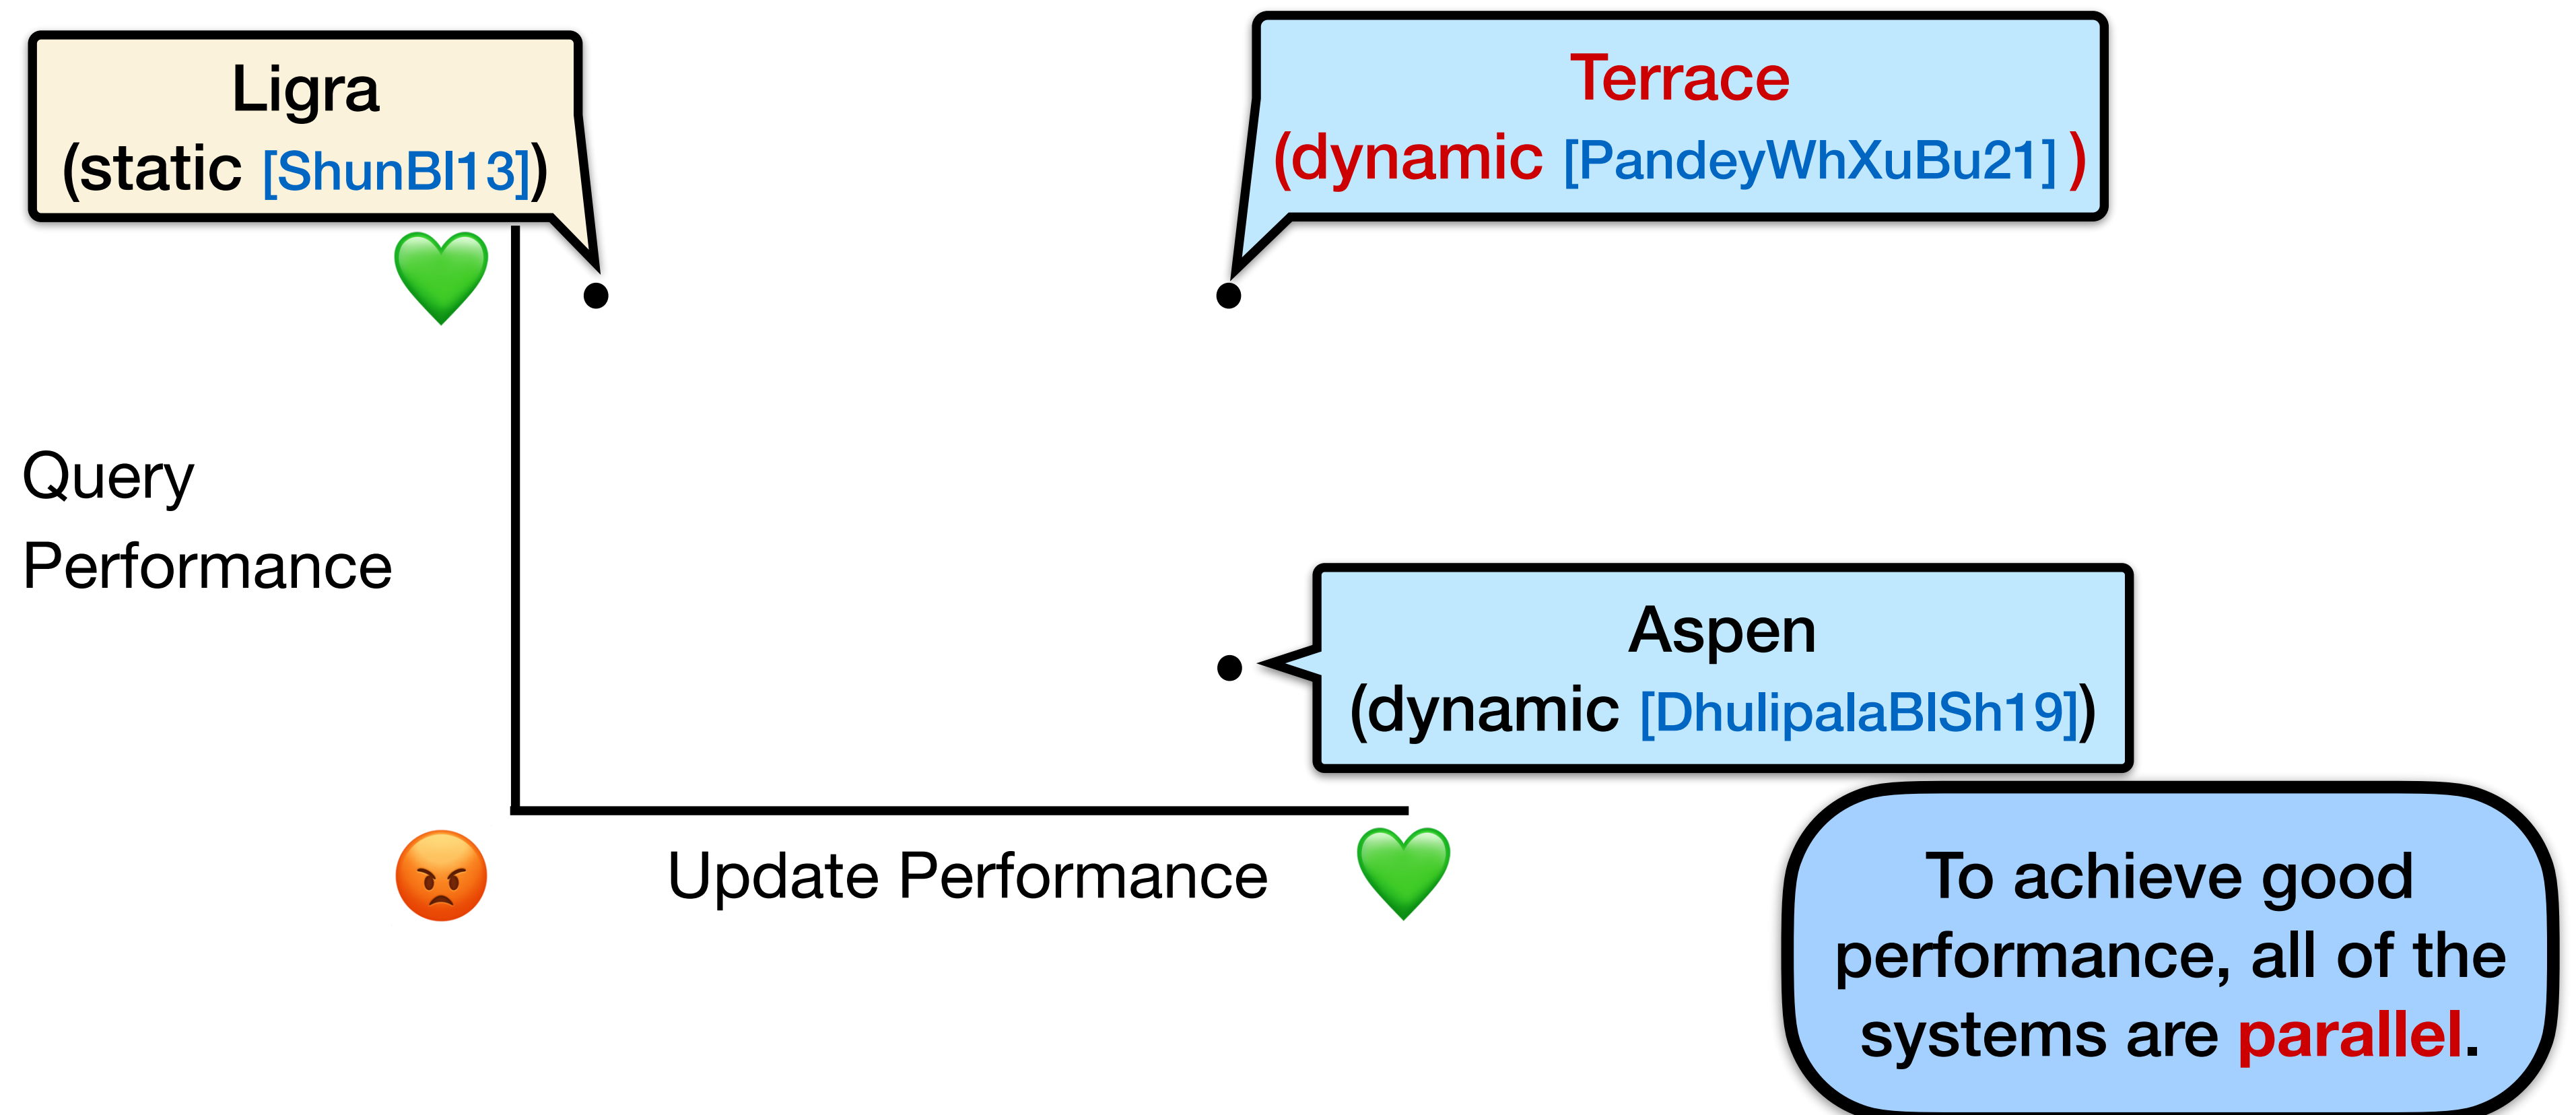 Ligra
(static [ShunBl13])
Terrace
(dynamic [PandeyWhXuBu21] )
Query
Performance
Aspen
(dynamic [DhulipalaBlSh19])
Update Performance
To achieve good
performance, all of the
systems are parallel.